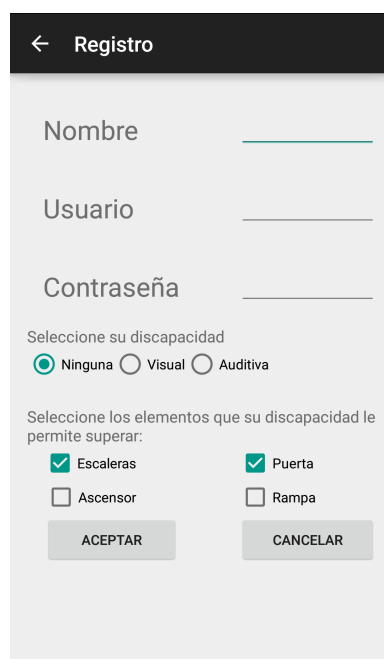 Registro
Nombre
Usuario
Contraseña
Seleccione su discapacidad
Ninguna Visual Auditiva
Seleccione los elementos que su discapacidad le
permite superar:
Escaleras Puerta
Ascensor Rampa
ACEPTAR CANCELAR